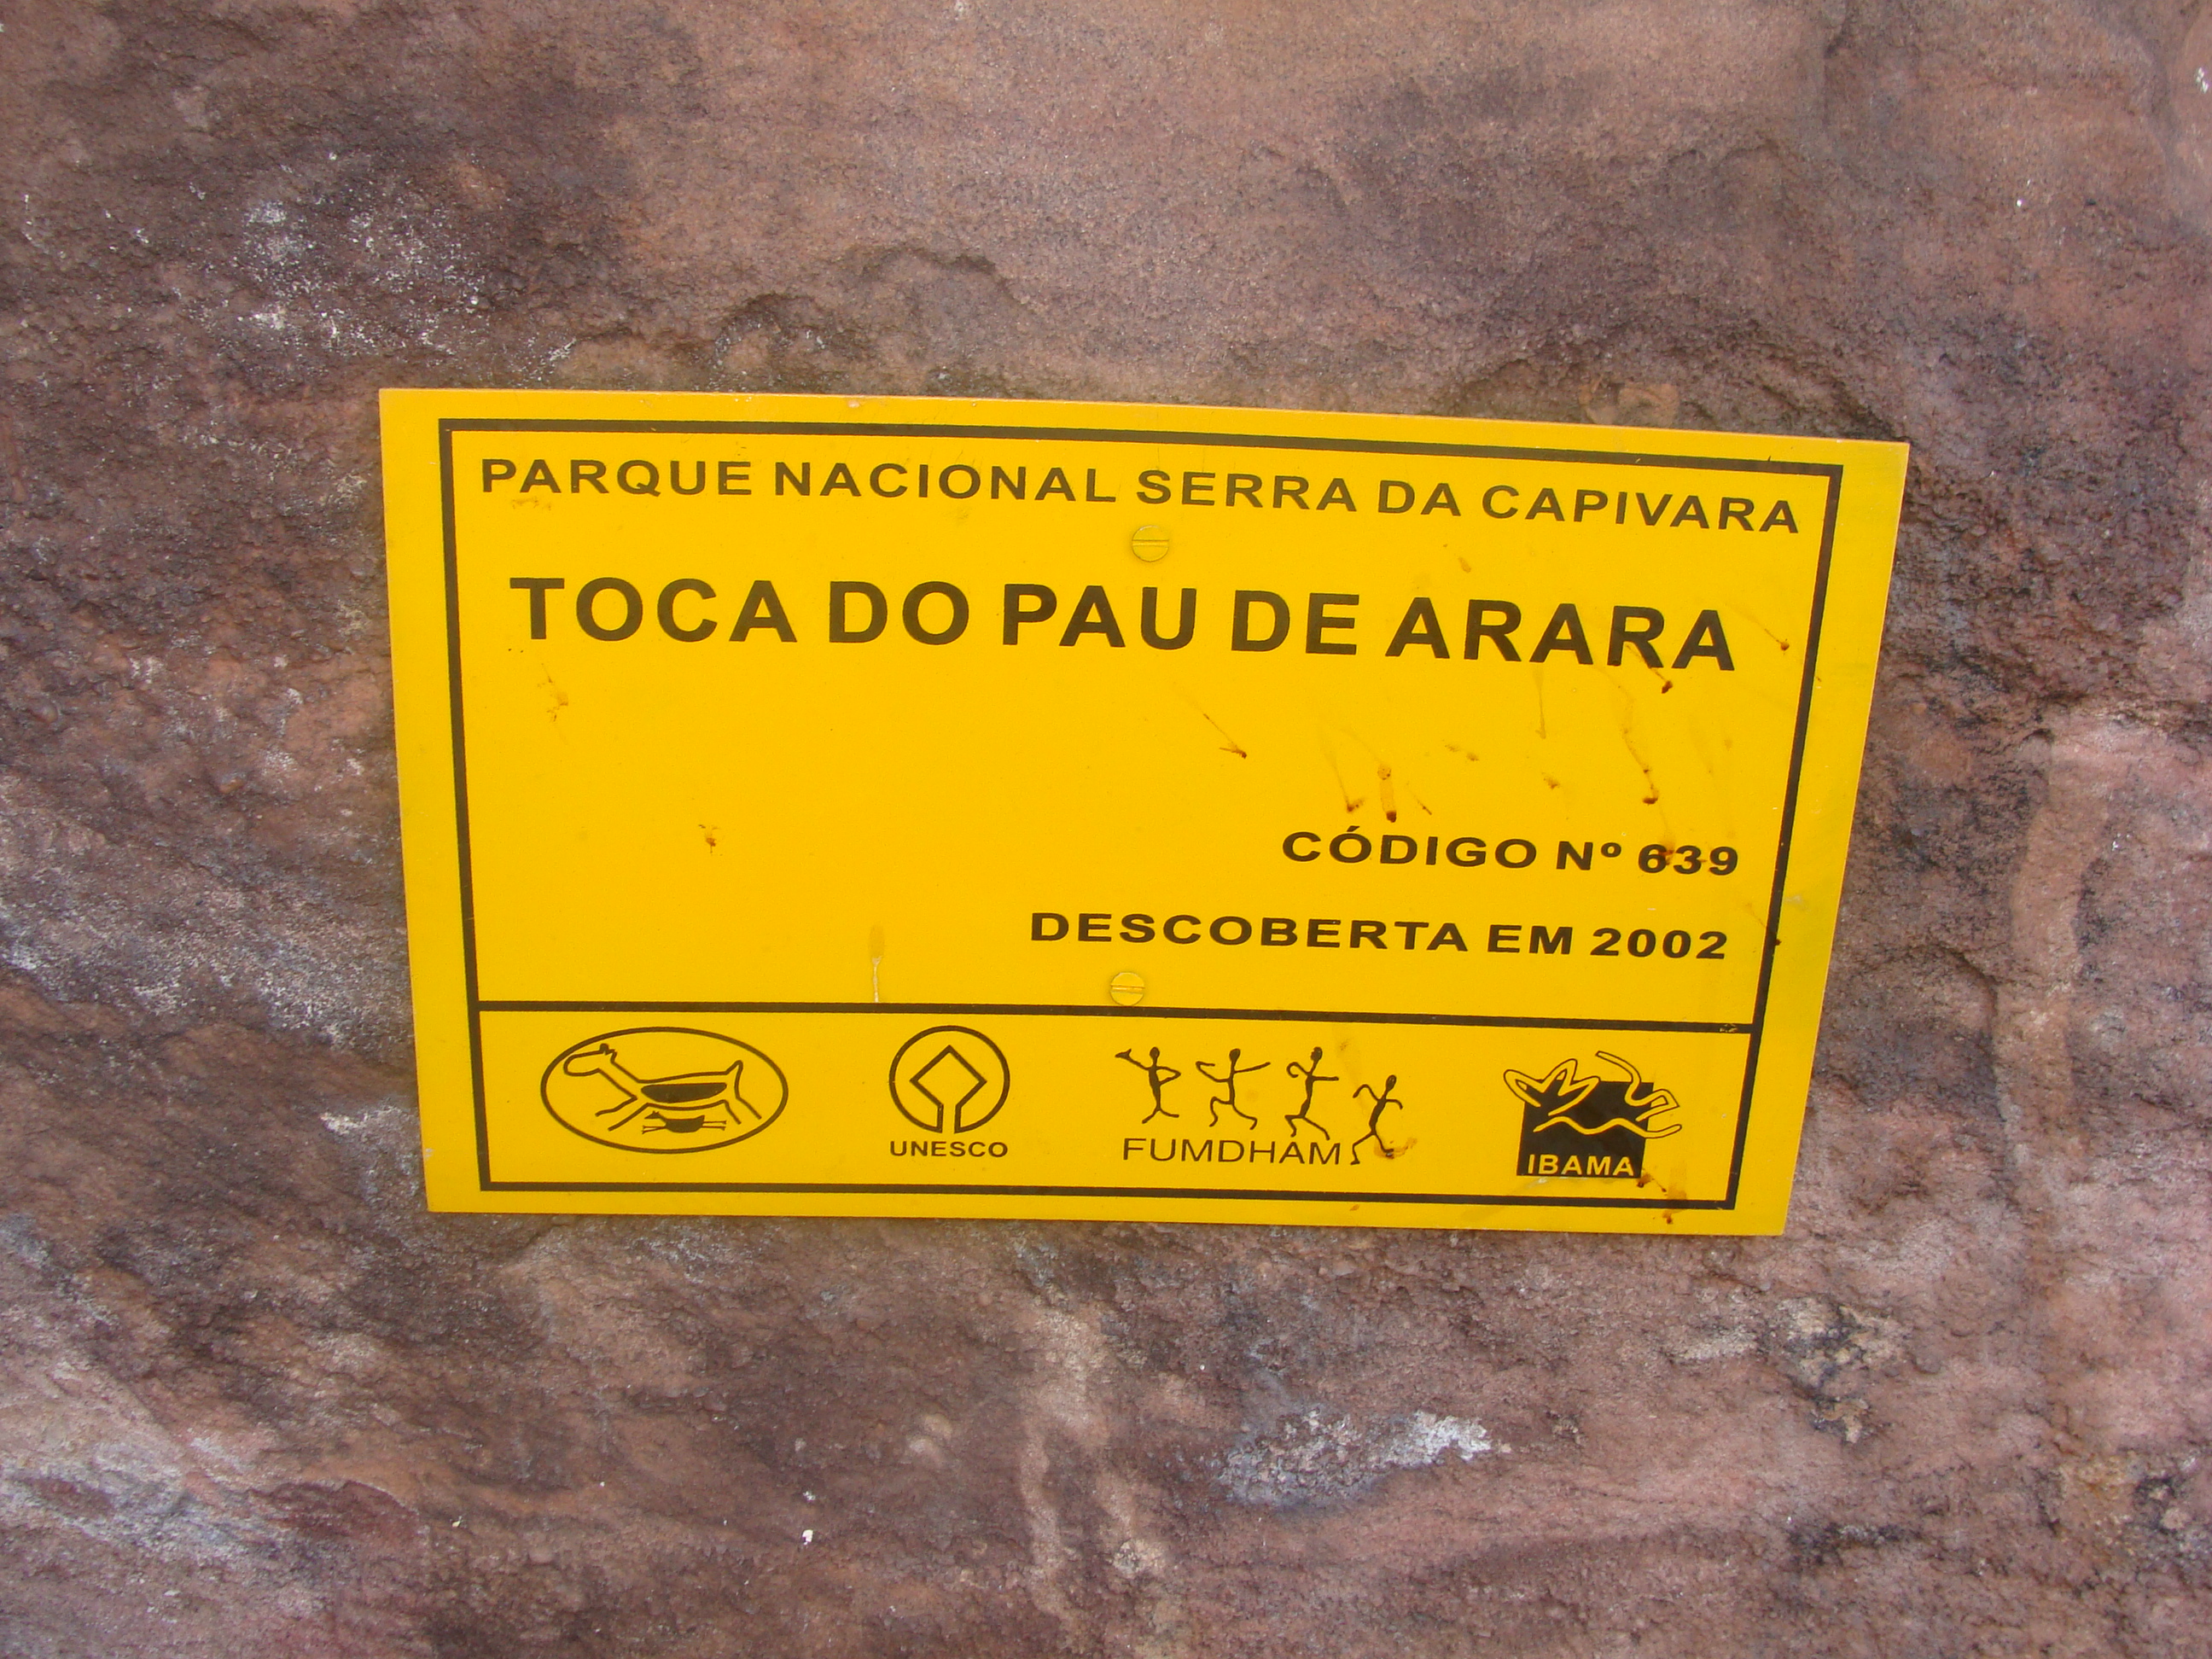 PARQUE NACIONAL SERRA DA CAPIVARA
TOCA DO PAU DE ARARA
CÓDIGO Nº 639
DESCOBERTA EM 2002
UNESCO
FUMDHAM
IBAMA